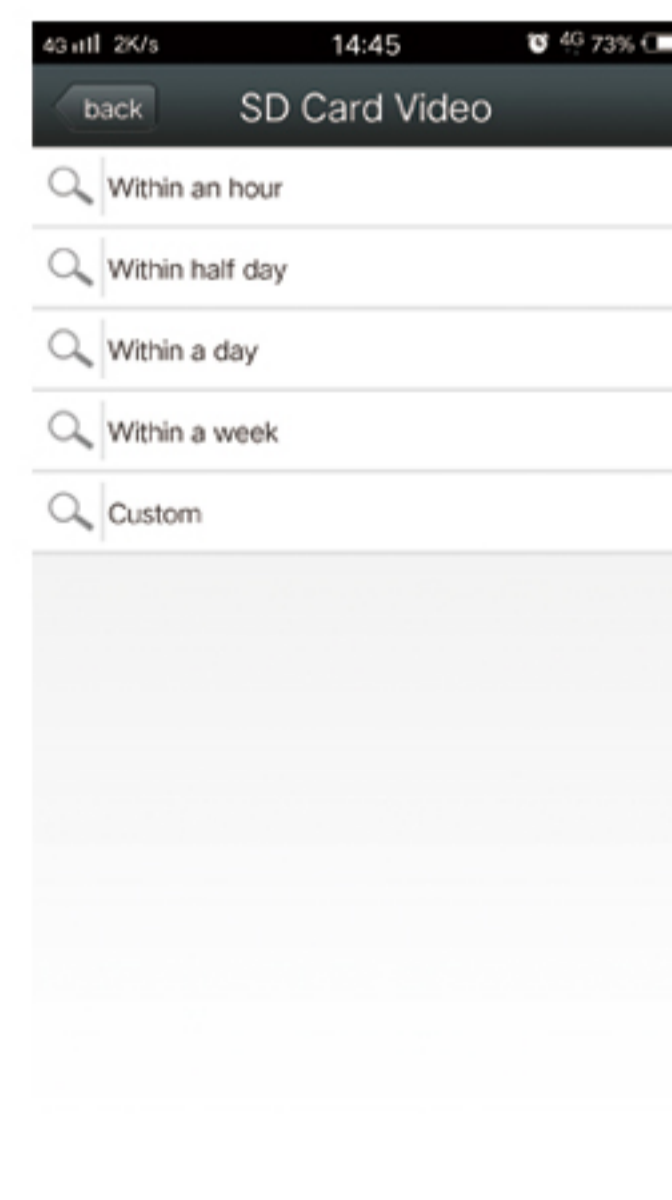 4G 2K/s 14:45 4G 73%
back SD Card Video
Within an hour
Within half day
Within a day
Within a week
Custom